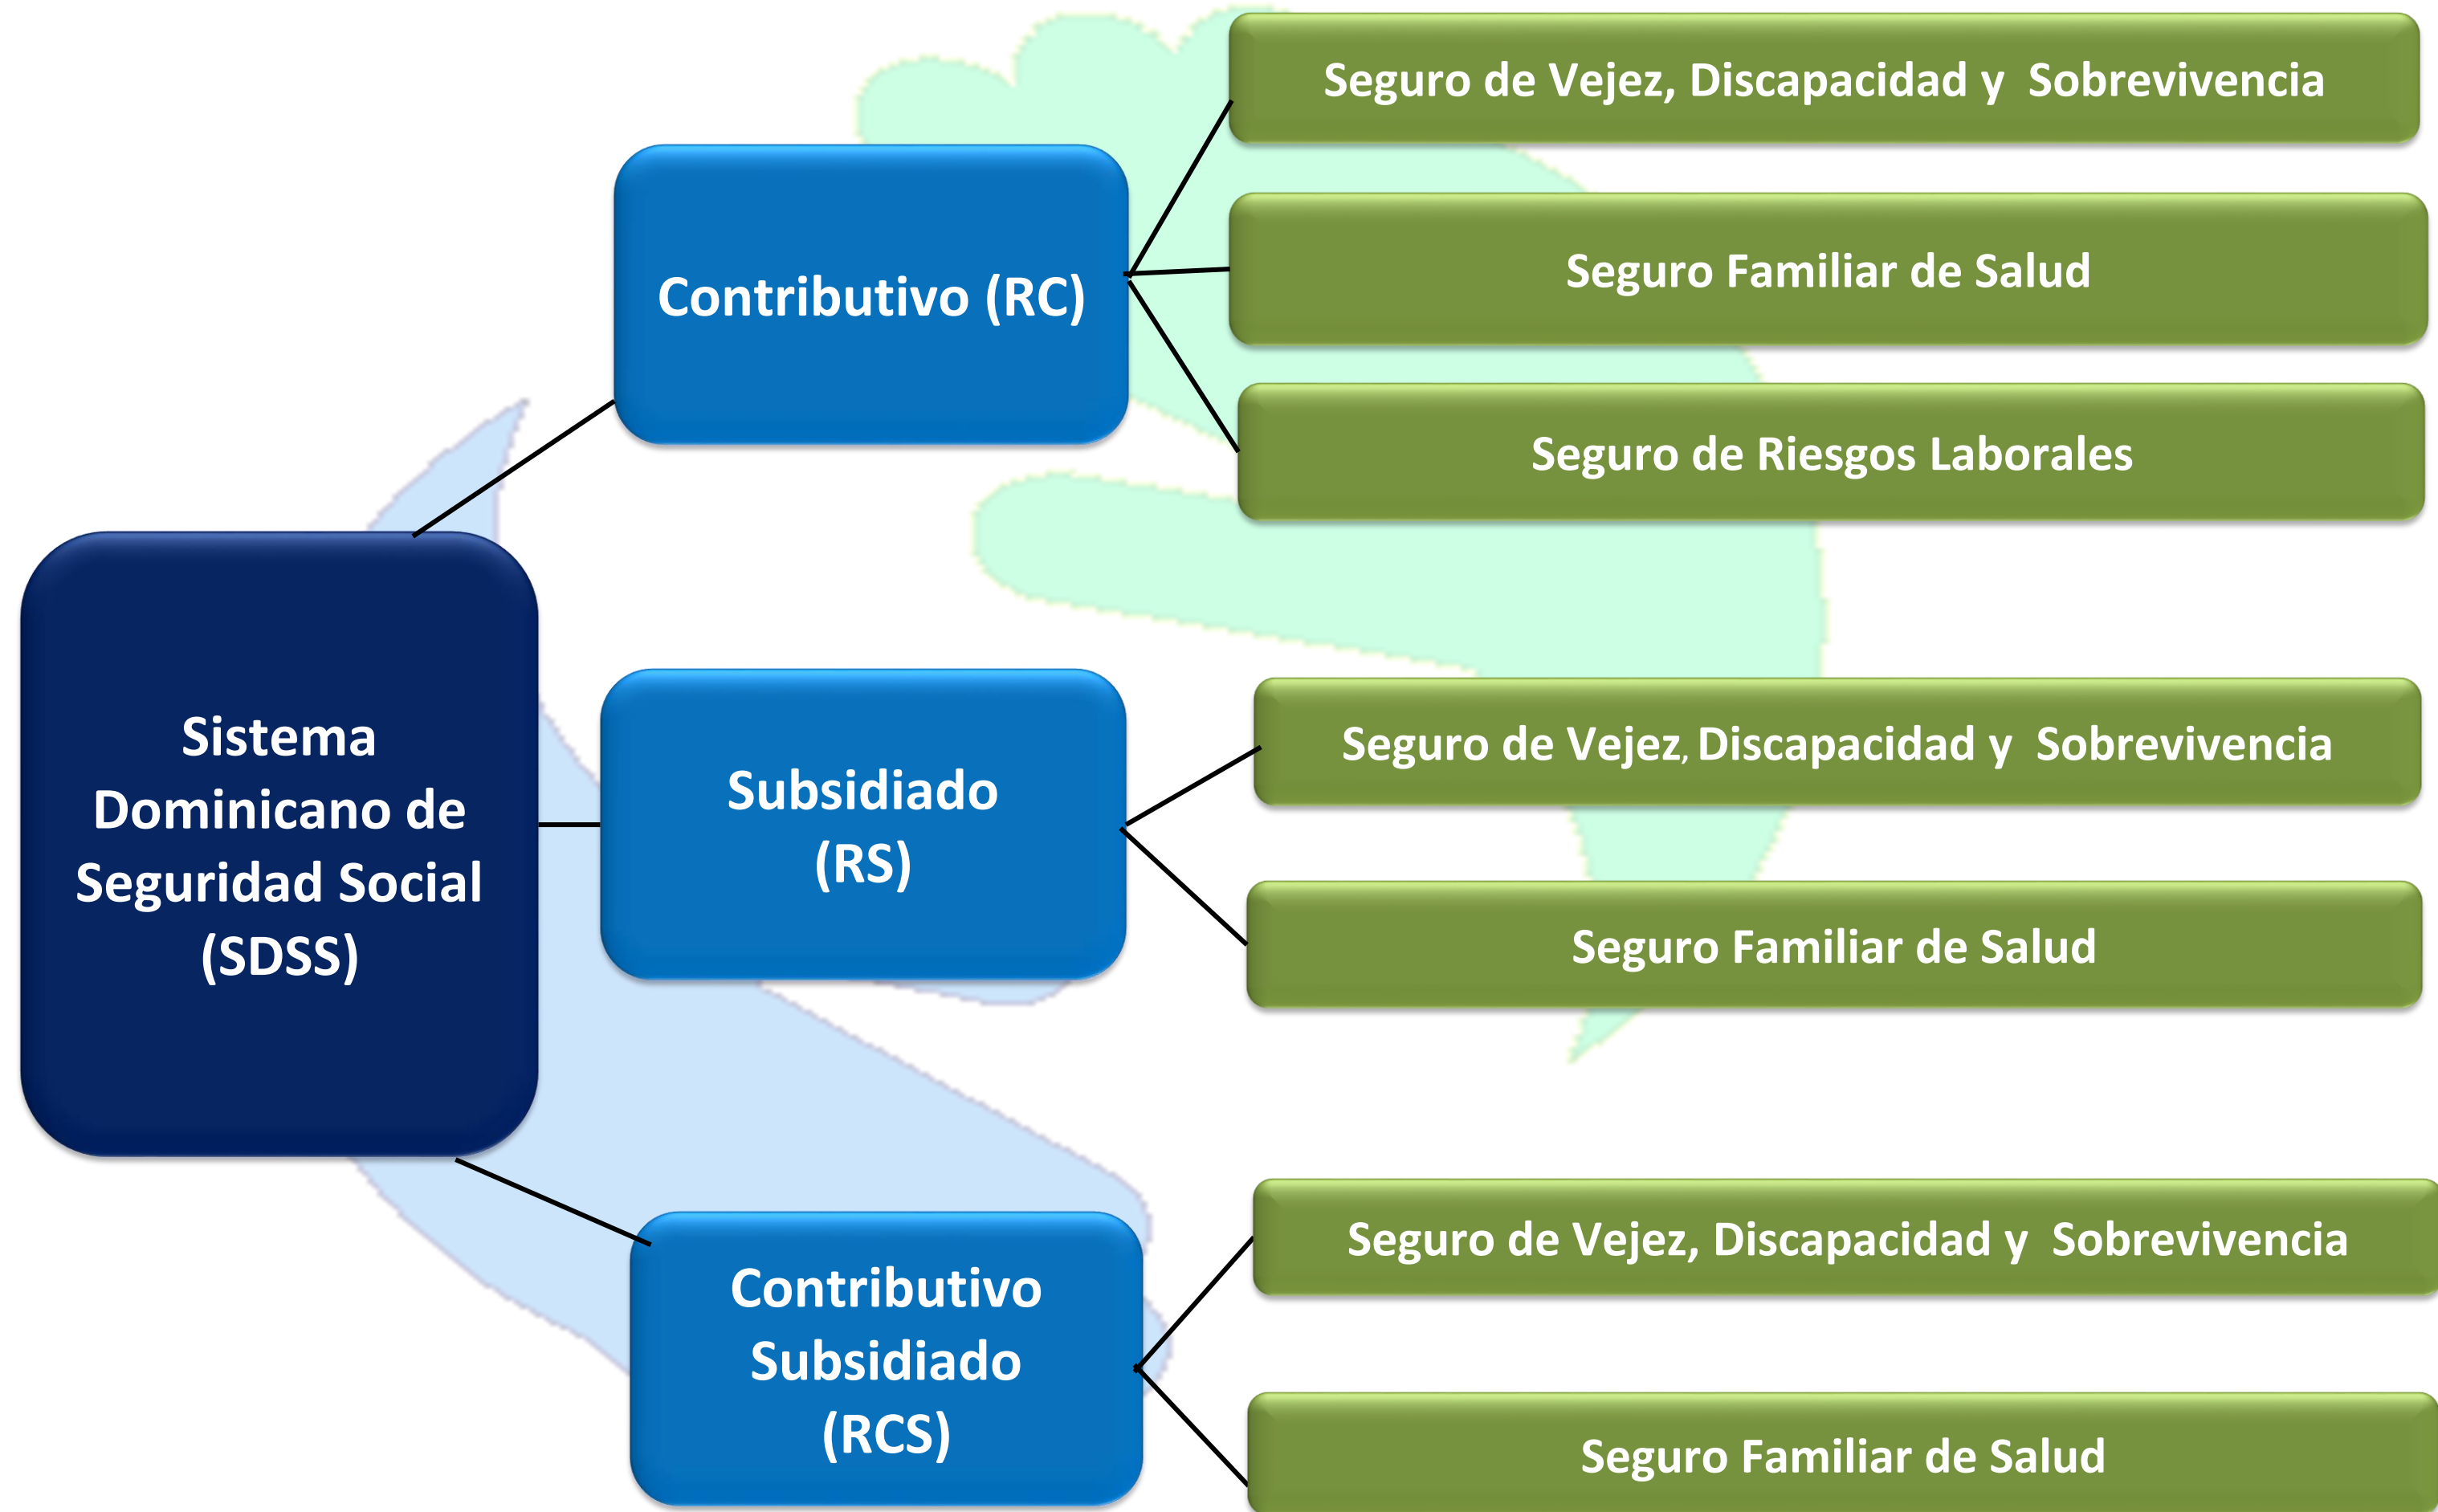 Sistema
Dominicano de
Seguridad Social
(SDSS)
Contributivo (RC)
Seguro de Vejez, Discapacidad y Sobrevivencia
Seguro Familiar de Salud
Seguro de Riesgos Laborales
Subsidiado
(RS)
Seguro de Vejez, Discapacidad y Sobrevivencia
Seguro Familiar de Salud
Contributivo
Subsidiado
(RCS)
Seguro de Vejez, Discapacidad y Sobrevivencia
Seguro Familiar de Salud